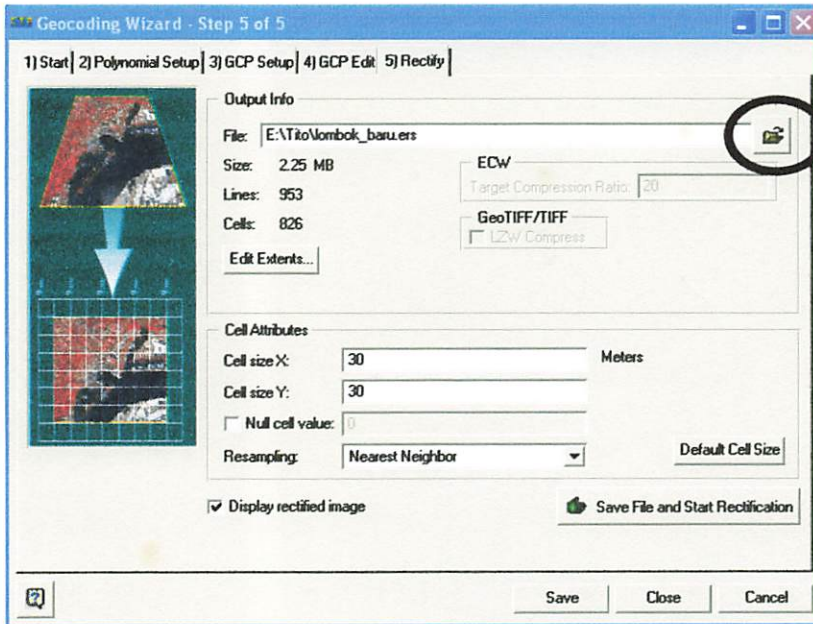 Geocoding Wizard - Step 5 of 5
1) Start 2) Polynomial Setup 3) GCP Setup 4) GCP Edit 5) Rectify
Output Info
File: E:\Tito\lombok_baru.ers
Size: 2.25 MB
ECW
Target Compression Ratio: 20
Lines: 953
GeoTIFF/TIFF
Cells: 826
LZW Compress
Edit Extents...
Cell Attributes
Cell size X: 30 Meters
Cell size Y: 30
Null cell value: 0
Resampling: Nearest Neighbor
Default Cell Size
Display rectified image
Save File and Start Rectification
Save Close Cancel